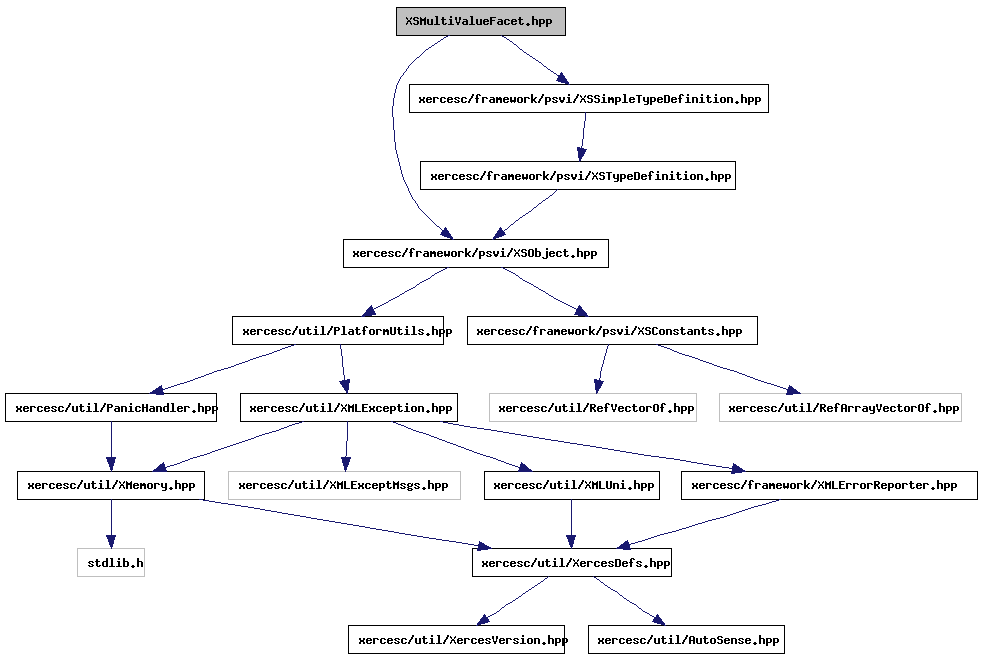 XSMultiValueFacet.hpp
xercesc/framework/psvi/XSSimpleTypeDefinition.hpp
xercesc/framework/psvi/XSTypeDefinition.hpp
xercesc/framework/psvi/XSObject.hpp
xercesc/util/PlatformUtils.hpp
xercesc/framework/psvi/XSConstants.hpp
xercesc/util/PanicHandler.hpp
xercesc/util/XMLException.hpp
xercesc/util/RefVectorOf.hpp
xercesc/util/RefArrayVectorOf.hpp
xercesc/util/XMemory.hpp
xercesc/util/XMLExceptMsgs.hpp
xercesc/util/XMLUni.hpp
xercesc/framework/XMLErrorReporter.hpp
stdlib.h
xercesc/util/XercesDefs.hpp
xercesc/util/XercesVersion.hpp
xercesc/util/AutoSense.hpp